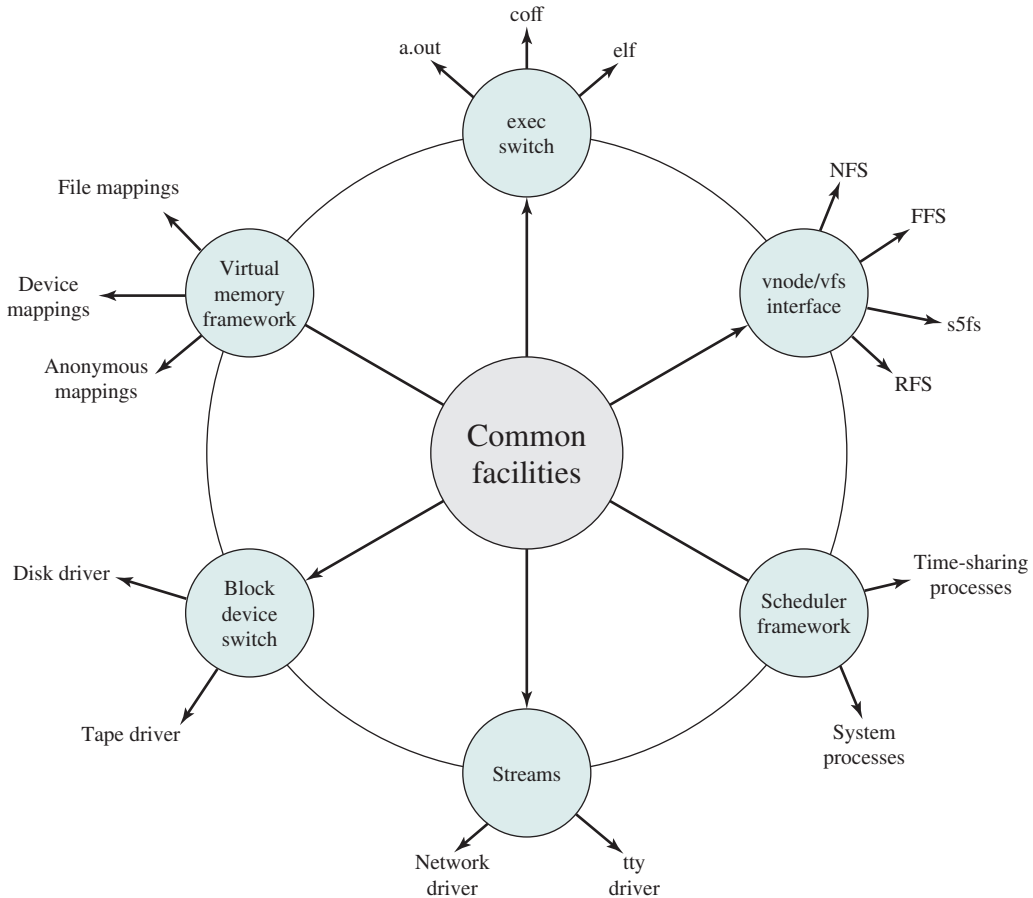 coff
a.out
elf
exec
switch
File mappings
NFS
FFS
Virtual
memory
framework
vnode/vfs
interface
Device
mappings
s5fs
Anonymous
mappings
RFS
Common
facilities
Disk driver
Block
device
switch
Scheduler
framework
Time-sharing
processes
Tape driver
System
processes
Streams
Network
driver
tty
driver